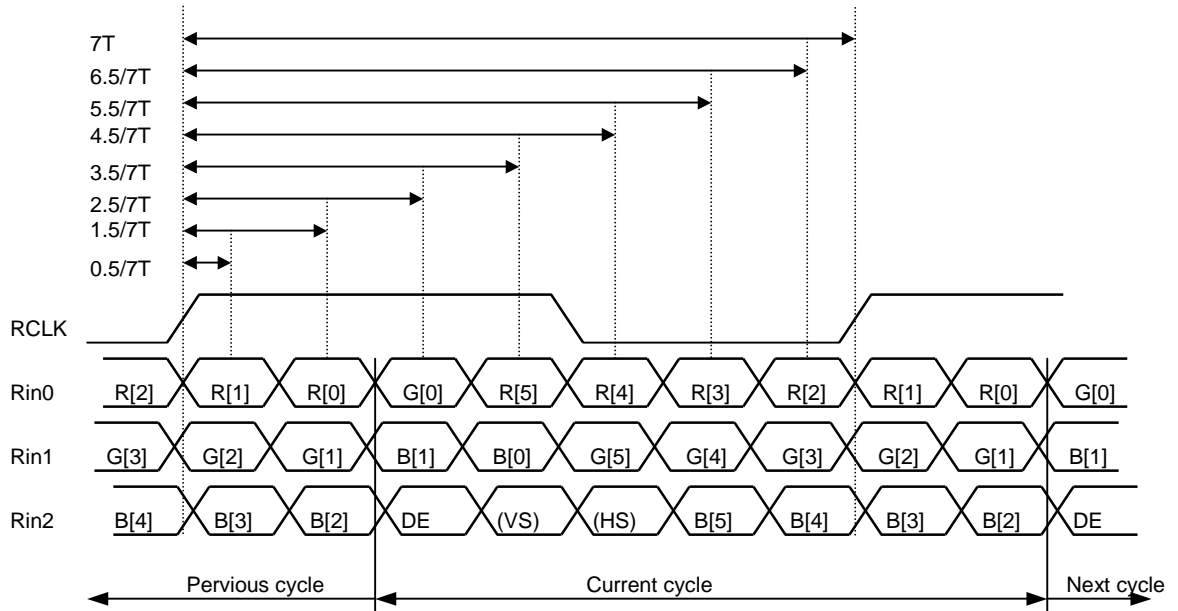 7T
6.5/7T
5.5/7T
4.5/7T
3.5/7T
2.5/7T
1.5/7T
0.5/7T
RCLK
Rin0 R[2] R[1] R[0] G[0] R[5] R[4] R[3] R[2] R[1] R[0] G[0]
Rin1 G[3] G[2] G[1] B[1] B[0] G[5] G[4] G[3] G[2] G[1] B[1]
Rin2 B[4] B[3] B[2] DE (VS) (HS) B[5] B[4] B[3] B[2] DE
Pervious cycle Current cycle Next cycle